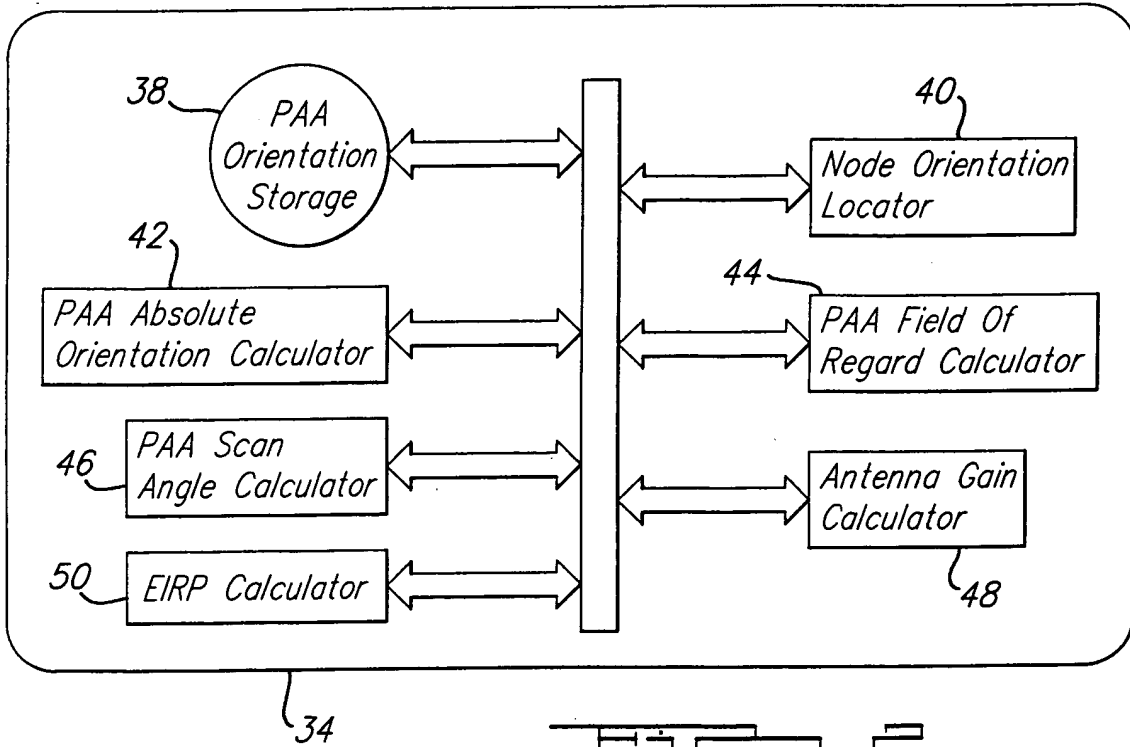 38
PAA
Orientation
Storage
40
Node Orientation
Locator
42
PAA Absolute
Orientation Calculator
44
PAA Field Of
Regard Calculator
46
PAA Scan
Angle Calculator
Antenna Gain
Calculator
48
50
EIRP Calculator
34